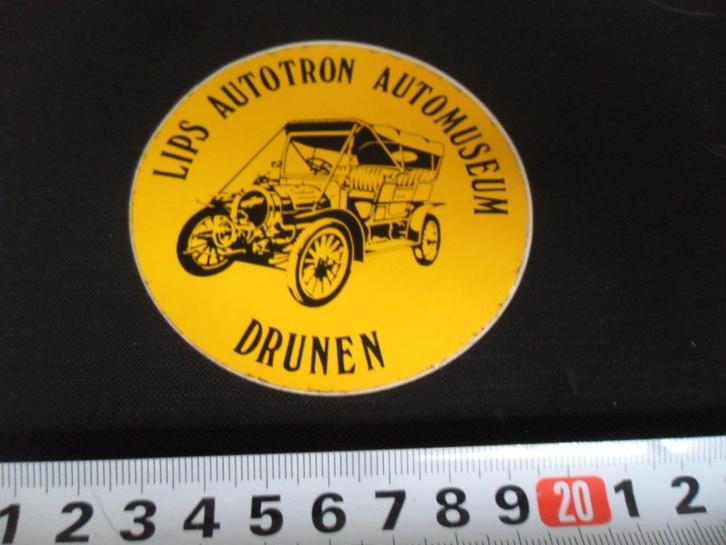 LIPS AUTOTRON AUTOMUSEUM
DRUNEN
1 2 3 4 5 6 7 8 9 20 1 2